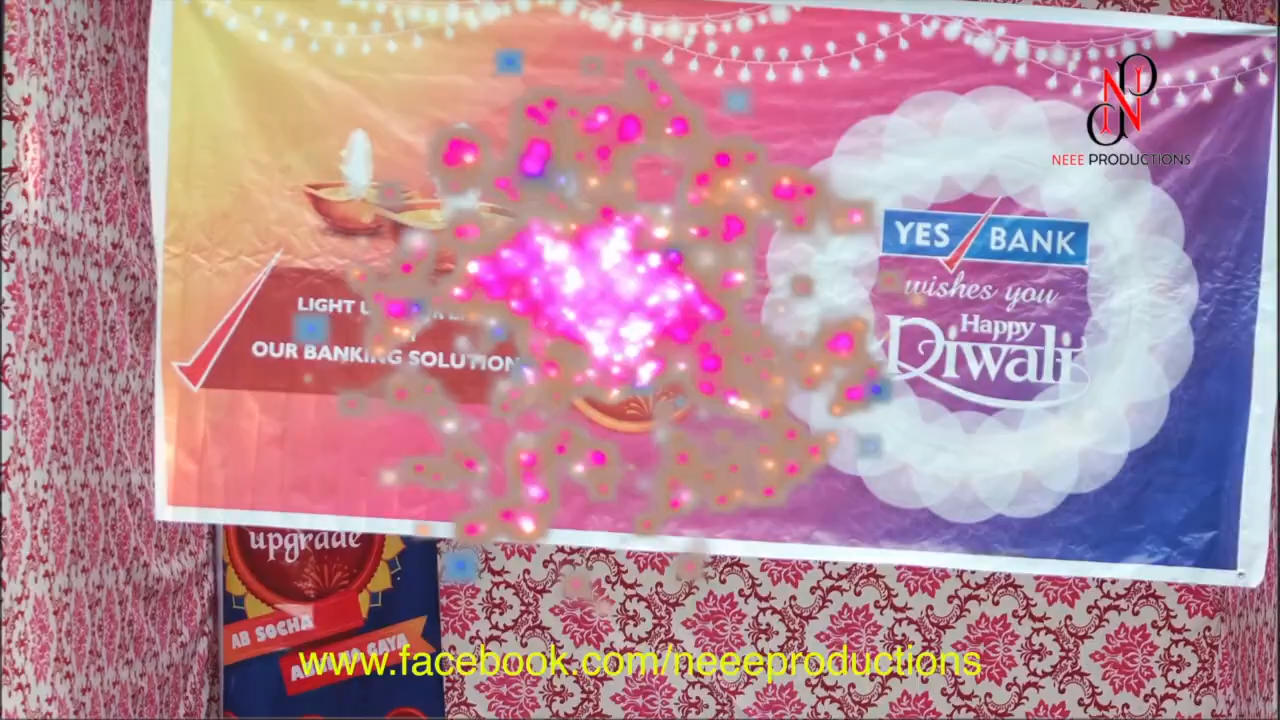 NEEE PRODUCTIONS
YES BANK
wishes you
Happy
Diwali
LIGHT
OUR BANKING SOLUTION
upgrade
AB SOCHA
GAYA
www.facebook.com/neeeproductions